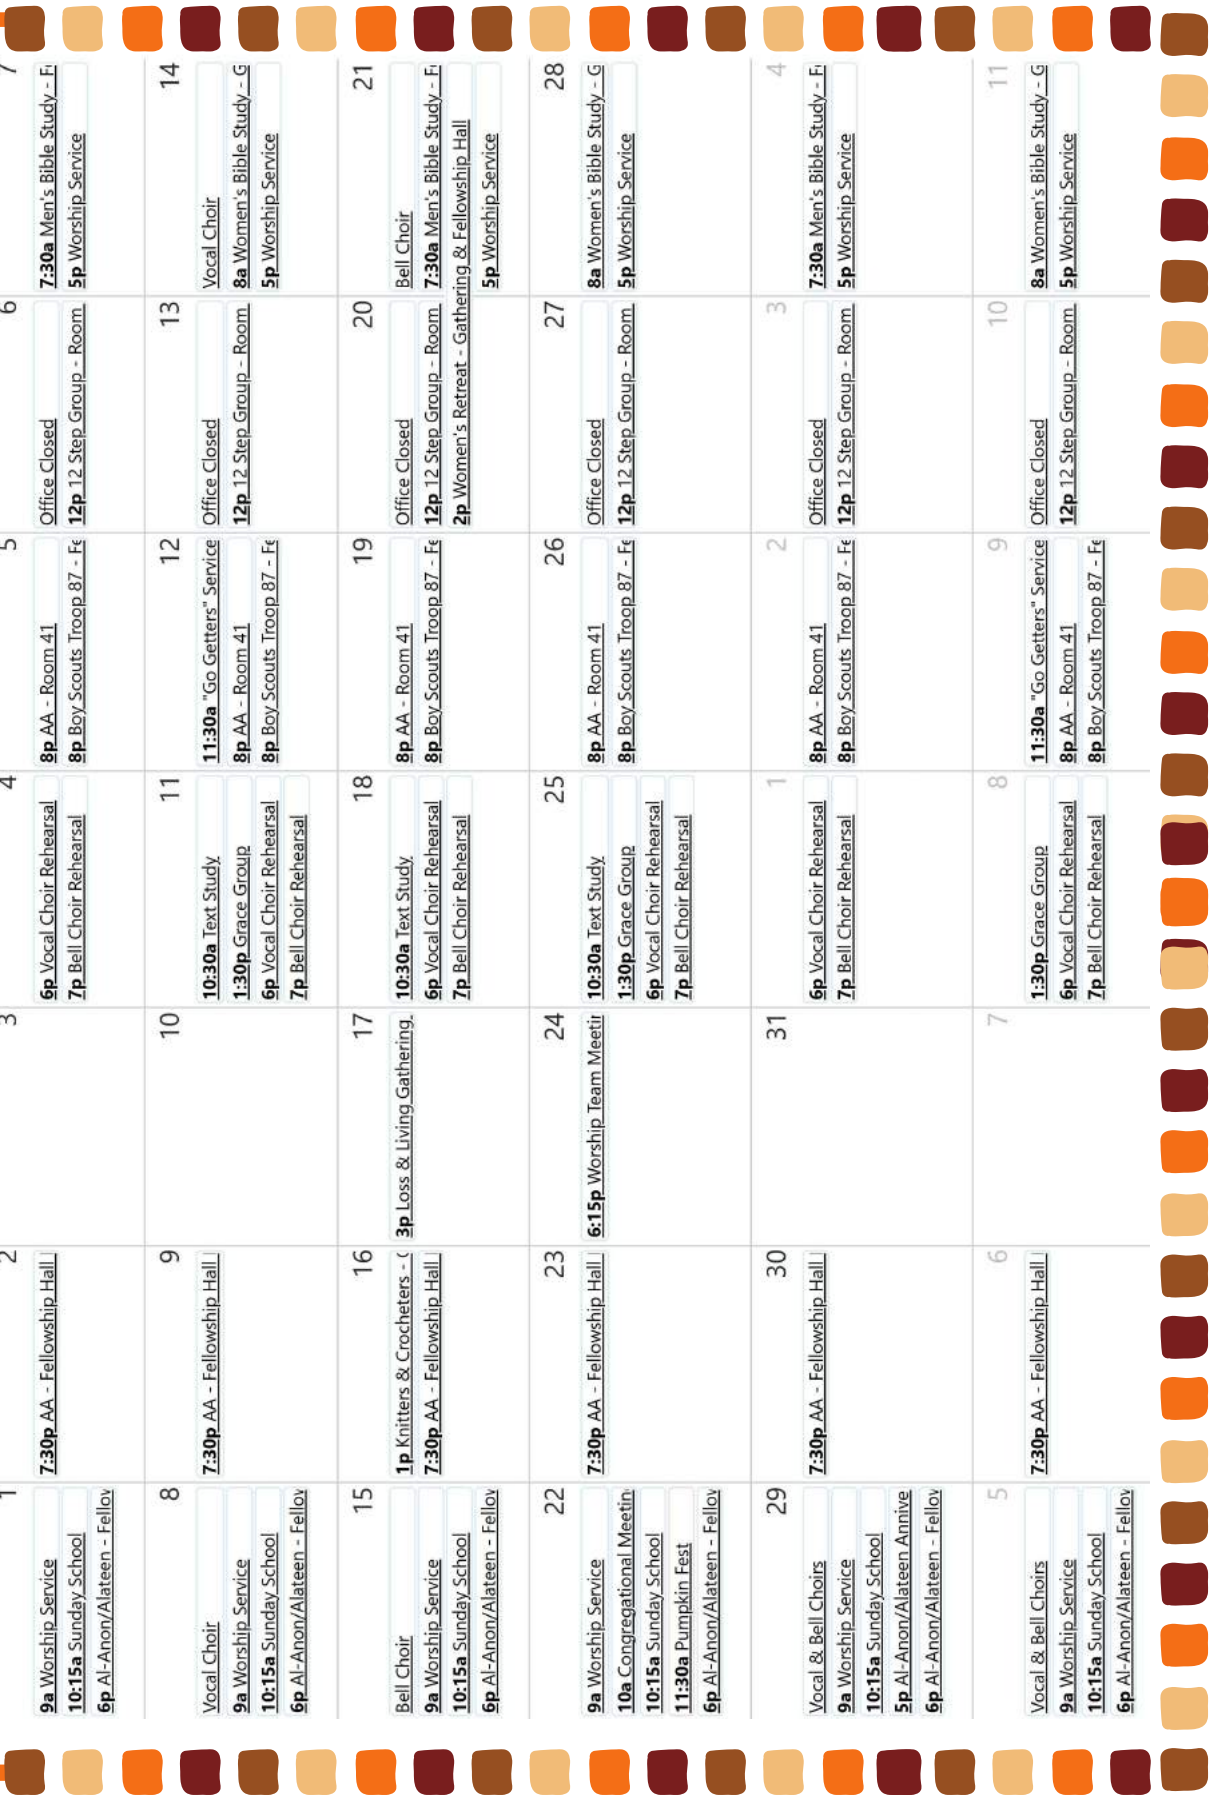 1
9a Worship Service
10:15a Sunday School
6p Al-Anon/Alateen - Fellov
2
7:30p AA - Fellowship Hall
3
4
6p Vocal Choir Rehearsal
7p Bell Choir Rehearsal
5
8p AA - Room 41
8p Boy Scouts Troop 87 - Fe
6
Office Closed
12p 12 Step Group - Room
7
7:30a Men's Bible Study - F
5p Worship Service
8
Vocal Choir
9a Worship Service
10:15a Sunday School
6p Al-Anon/Alateen - Fellov
9
7:30p AA - Fellowship Hall
10
11
10:30a Text Study
1:30p Grace Group
6p Vocal Choir Rehearsal
7p Bell Choir Rehearsal
12
11:30a "Go Getters" Service
8p AA - Room 41
8p Boy Scouts Troop 87 - Fe
13
Office Closed
12p 12 Step Group - Room
14
Vocal Choir
8a Women's Bible Study - G
5p Worship Service
15
Bell Choir
9a Worship Service
10:15a Sunday School
6p Al-Anon/Alateen - Fellov
16
1p Knitters & Crocheters -
7:30p AA - Fellowship Hall
17
3p Loss & Living Gathering
18
10:30a Text Study
6p Vocal Choir Rehearsal
7p Bell Choir Rehearsal
19
8p AA - Room 41
8p Boy Scouts Troop 87 - Fe
20
Office Closed
12p 12 Step Group - Room
2p Women's Retreat - Gathering & Fellowship Hall
21
Bell Choir
7:30a Men's Bible Study - F
5p Worship Service
22
9a Worship Service
10a Congregational Meetin
10:15a Sunday School
11:30a Pumpkin Fest
6p Al-Anon/Alateen - Fellov
23
7:30p AA - Fellowship Hall
24
6:15p Worship Team Meetir
25
10:30a Text Study
1:30p Grace Group
6p Vocal Choir Rehearsal
7p Bell Choir Rehearsal
26
8p AA - Room 41
8p Boy Scouts Troop 87 - Fe
27
Office Closed
12p 12 Step Group - Room
28
8a Women's Bible Study - G
5p Worship Service
29
Vocal & Bell Choirs
9a Worship Service
10:15a Sunday School
5p Al-Anon/Alateen Annive
6p Al-Anon/Alateen - Fellov
30
7:30p AA - Fellowship Hall
31
1
6p Vocal Choir Rehearsal
7p Bell Choir Rehearsal
2
8p AA - Room 41
8p Boy Scouts Troop 87 - Fe
3
Office Closed
12p 12 Step Group - Room
4
7:30a Men's Bible Study - F
5p Worship Service
5
Vocal & Bell Choirs
9a Worship Service
10:15a Sunday School
6p Al-Anon/Alateen - Fellov
6
7:30p AA - Fellowship Hall
7
8
1:30p Grace Group
6p Vocal Choir Rehearsal
7p Bell Choir Rehearsal
9
11:30a "Go Getters" Service
8p AA - Room 41
8p Boy Scouts Troop 87 - Fe
10
Office Closed
12p 12 Step Group - Room
11
8a Women's Bible Study - G
5p Worship Service